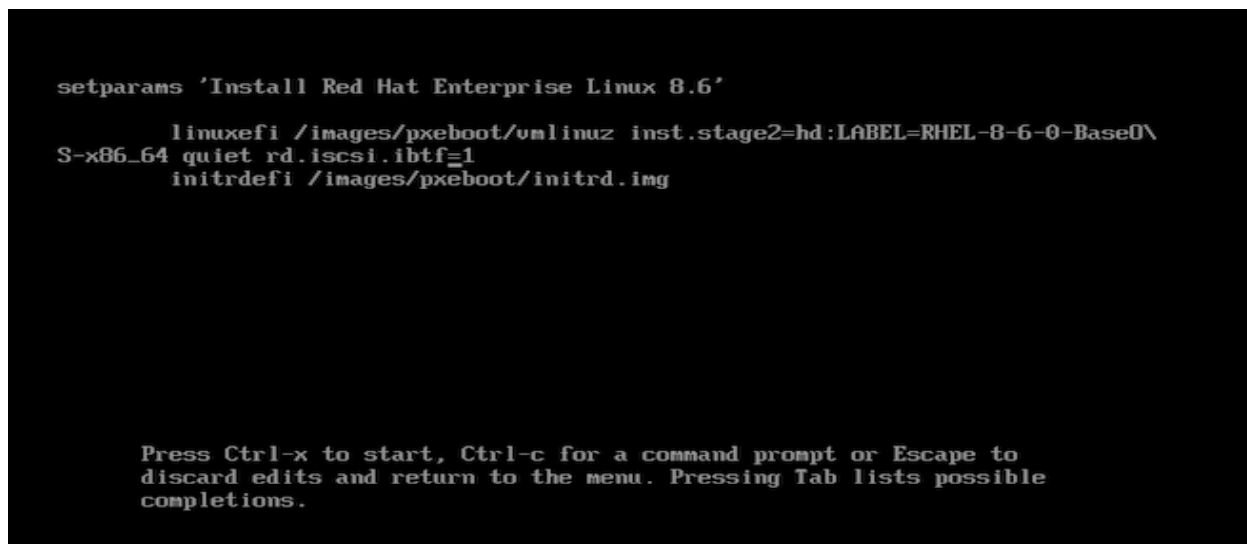 setparams 'Install Red Hat Enterprise Linux 8.6'
linuxefi /images/pxeboot/vmlinuz inst.stage2=hd:LABEL=RHEL-8-6-0-BaseO\
S-x86_64 quiet rd.iscsi.ibtf=1
initrdefi /images/pxeboot/initrd.img
Press Ctrl-x to start, Ctrl-c for a command prompt or Escape to
discard edits and return to the menu. Pressing Tab lists possible
completions.